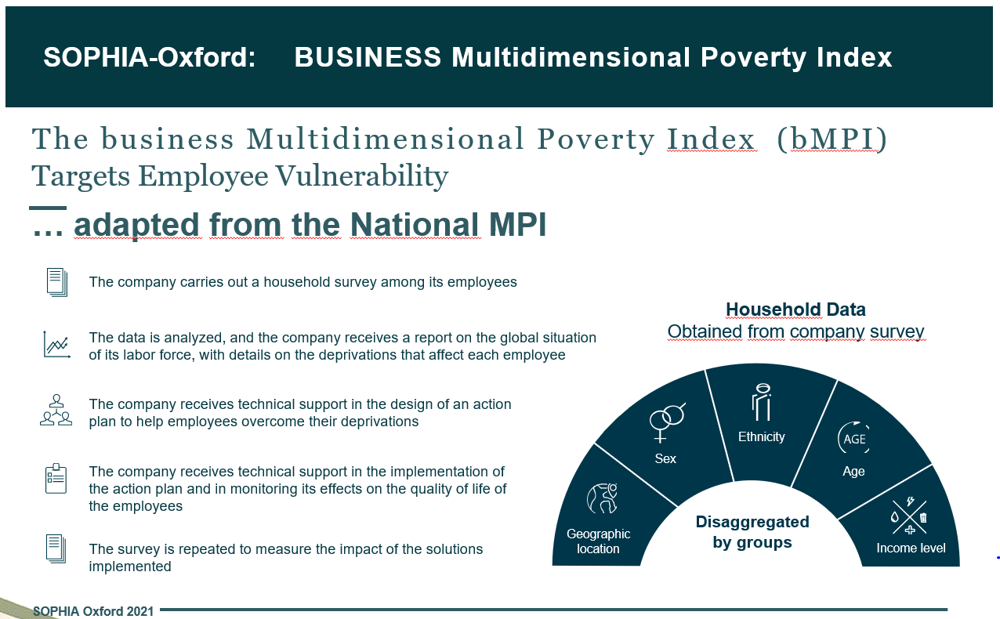 SOPHIA-Oxford: BUSINESS Multidimensional Poverty Index
The business Multidimensional Poverty Index (bMPI)
Targets Employee Vulnerability
… adapted from the National MPI
The company carries out a household survey among its employees
The data is analyzed, and the company receives a report on the global situation
of its labor force, with details on the deprivations that affect each employee
The company receives technical support in the design of an action
plan to help employees overcome their deprivations
The company receives technical support in the implementation of
the action plan and in monitoring its effects on the quality of life of
the employees
The survey is repeated to measure the impact of the solutions
implemented
Household Data
Obtained from company survey
Geographic
location
Sex
Ethnicity
AGE
Age
Income level
Disaggregated
by groups
SOPHIA Oxford 2021